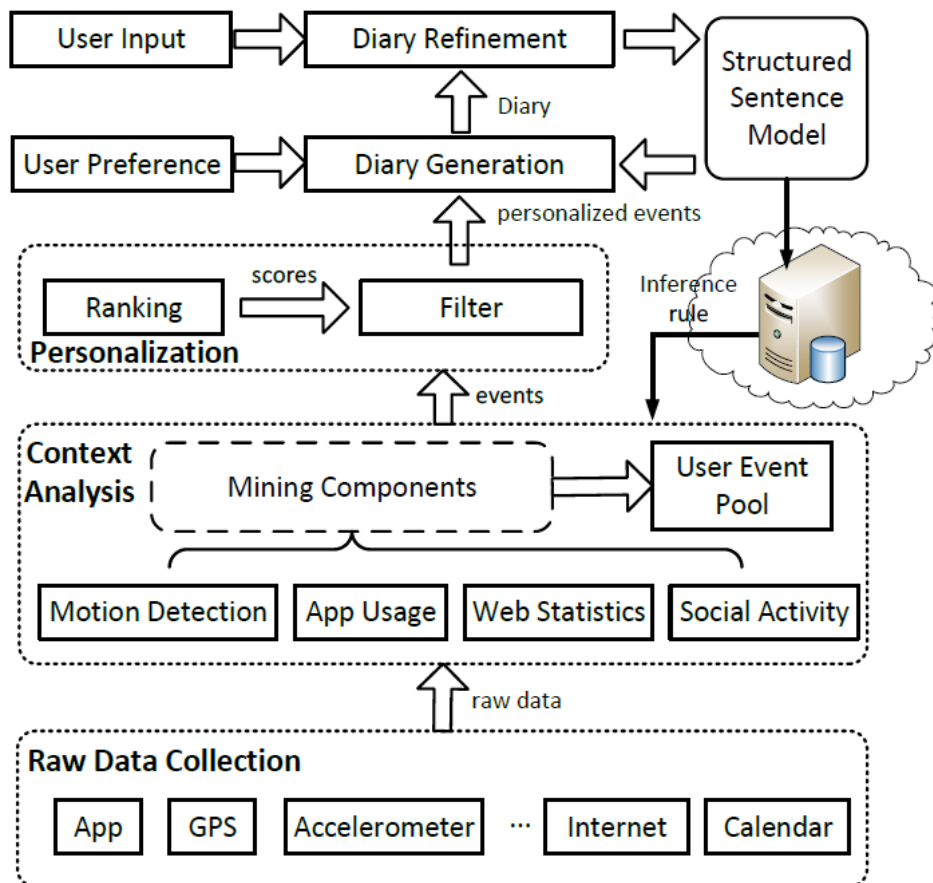 User Input
Diary Refinement
Structured
Sentence
Model
Diary
User Preference
Diary Generation
personalized events
scores
Ranking
Filter
Personalization
Inference
rule
events
Context
Analysis
Mining Components
User Event
Pool
Motion Detection
App Usage
Web Statistics
Social Activity
raw data
Raw Data Collection
App
GPS
Accelerometer
...
Internet
Calendar